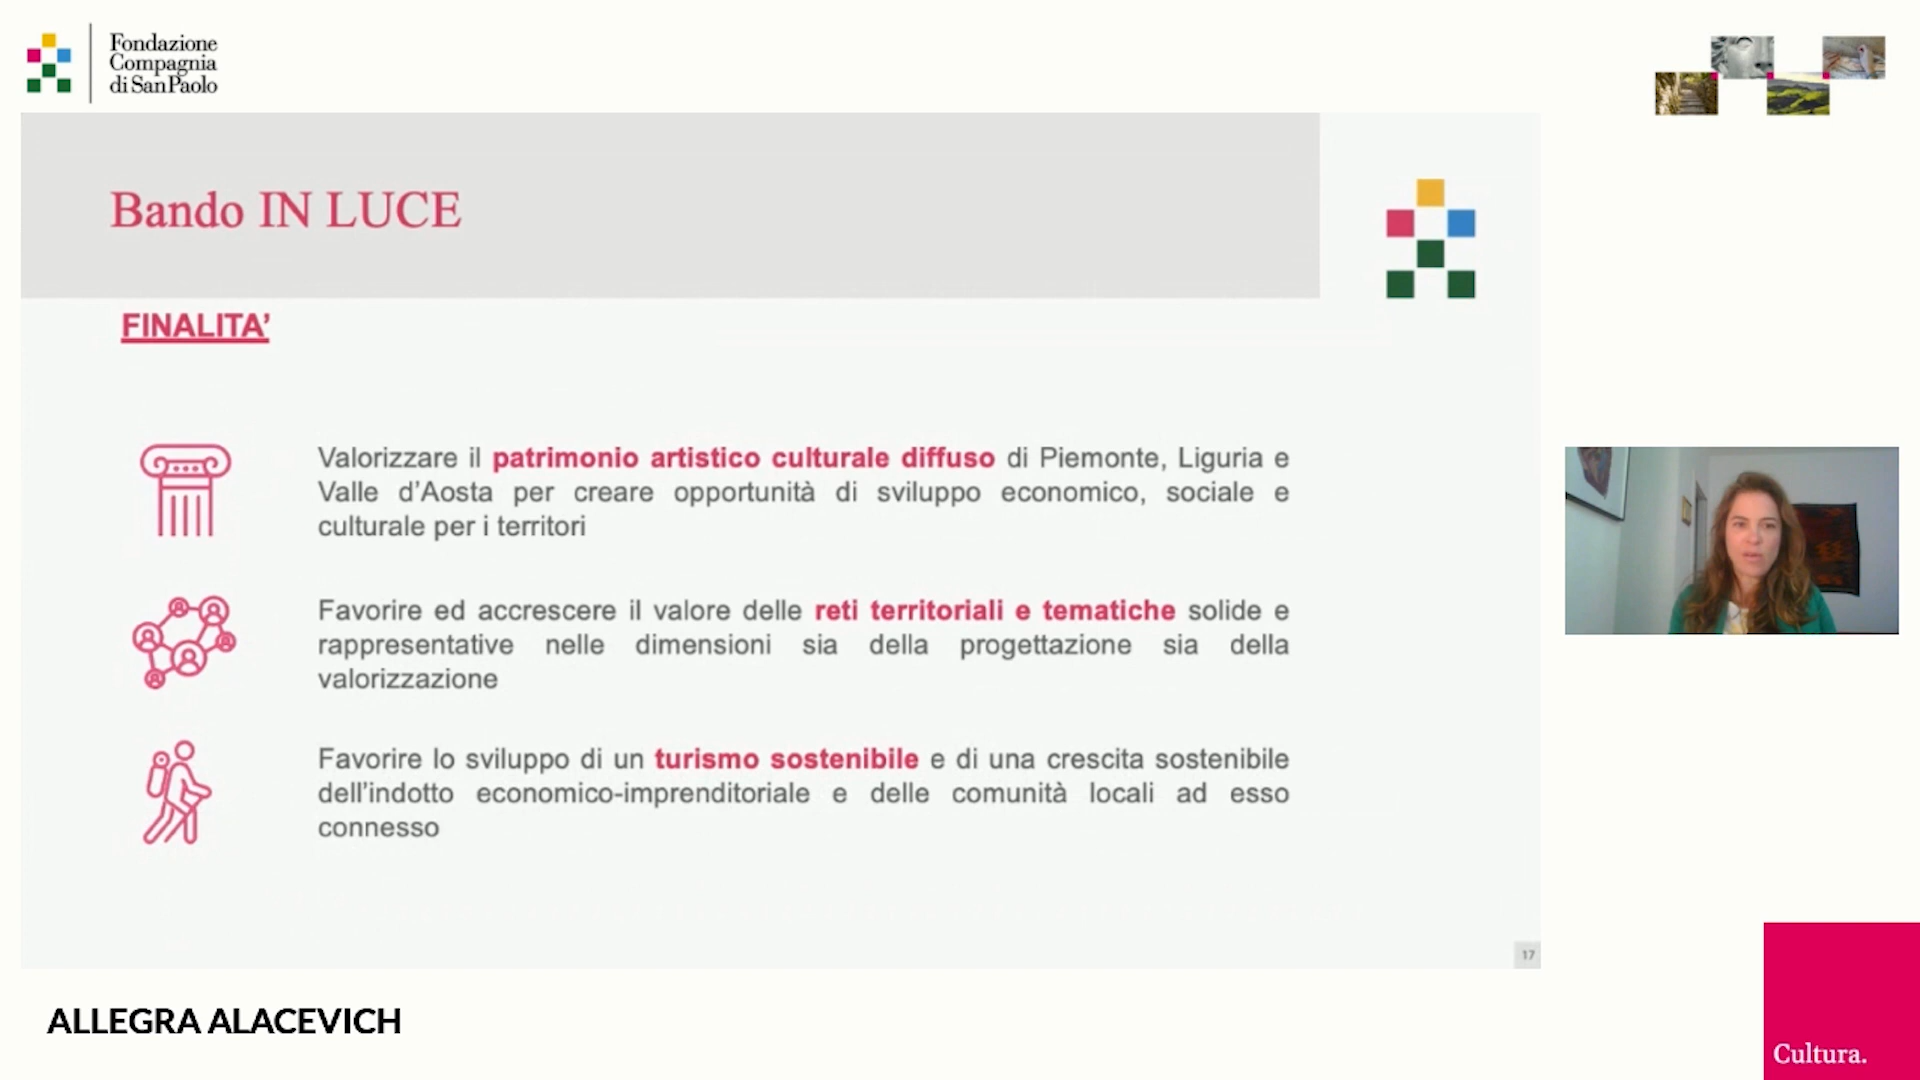 Fondazione
Compagnia
di San Paolo
Bando IN LUCE
FINALITA’
Valorizzare il patrimonio artistico culturale diffuso di Piemonte, Liguria e
Valle d’Aosta per creare opportunità di sviluppo economico, sociale e
culturale per i territori
Favorire ed accrescere il valore delle reti territoriali e tematiche solide e
rappresentative nelle dimensioni sia della progettazione sia della
valorizzazione
Favorire lo sviluppo di un turismo sostenibile e di una crescita sostenibile
dell’indotto economico-imprenditoriale e delle comunità locali ad esso
connesso
17
ALLEGRA ALACEVICH
Cultura.